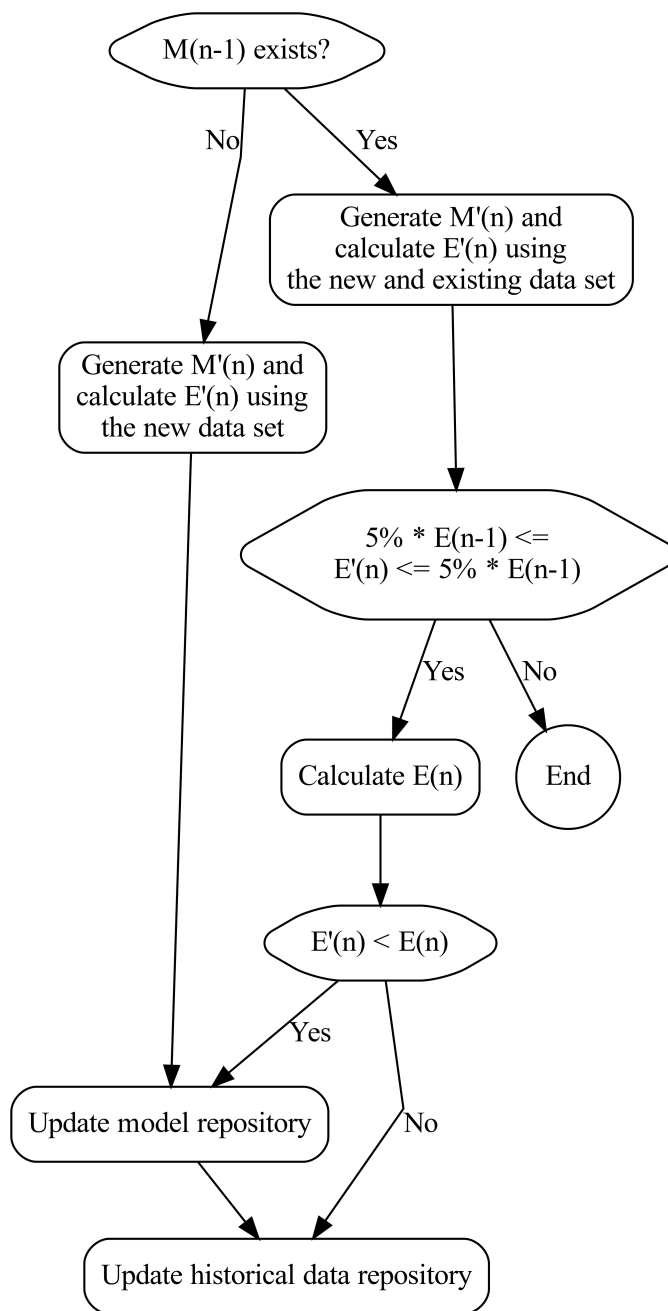 M(n-1) exists?
No
Yes
Generate M'(n) and
calculate E'(n) using
the new and existing data set
Generate M'(n) and
calculate E'(n) using
the new data set
5% * E(n-1) <=
E'(n) <= 5% * E(n-1)
Yes
No
Calculate E(n)
End
E'(n) < E(n)
Yes
Update model repository
No
Update historical data repository